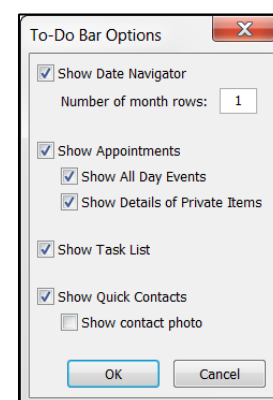 To-Do Bar Options
Show Date Navigator
Number of month rows: 1
Show Appointments
Show All Day Events
Show Details of Private Items
Show Task List
Show Quick Contacts
Show contact photo
OK Cancel